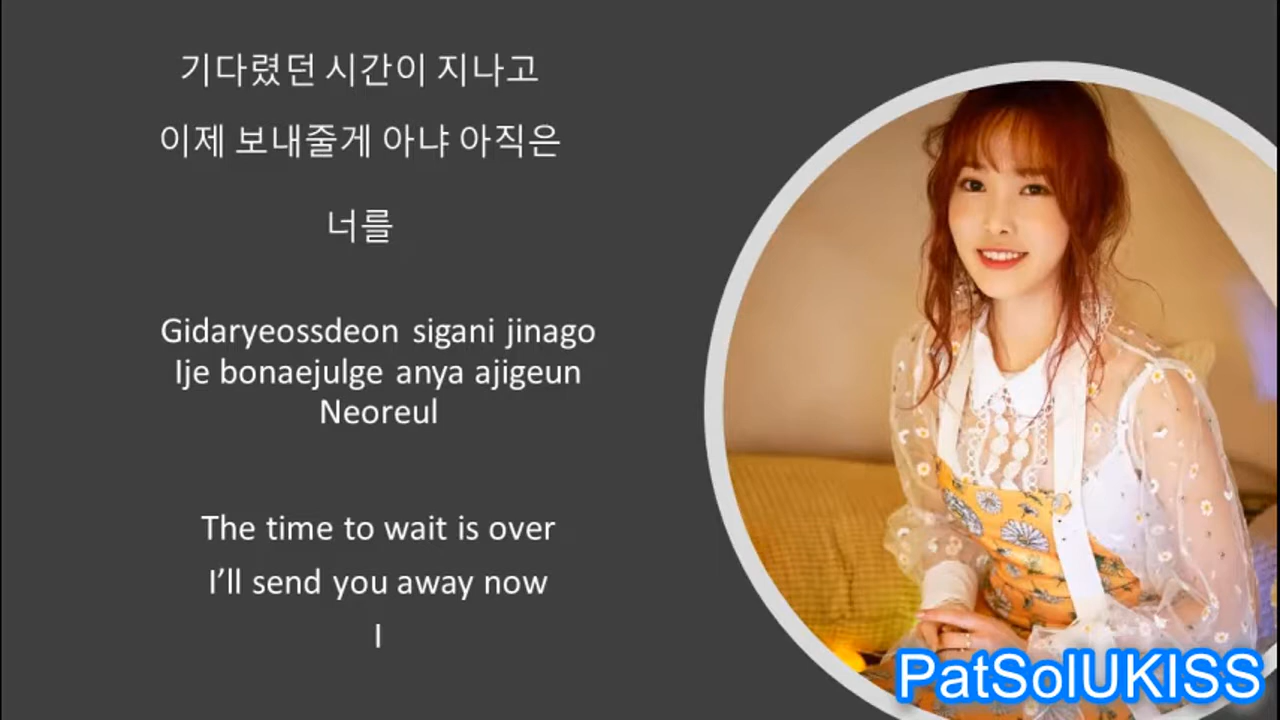 기다렸던 시간이 지나고
이제 보내줄게 아냐 아직은
너를
Gidaryeossdeon sigani jinago
Ije bonaejulge anya ajigeun
Neoreul
The time to wait is over
I’ll send you away now
I
PatSolUKISS